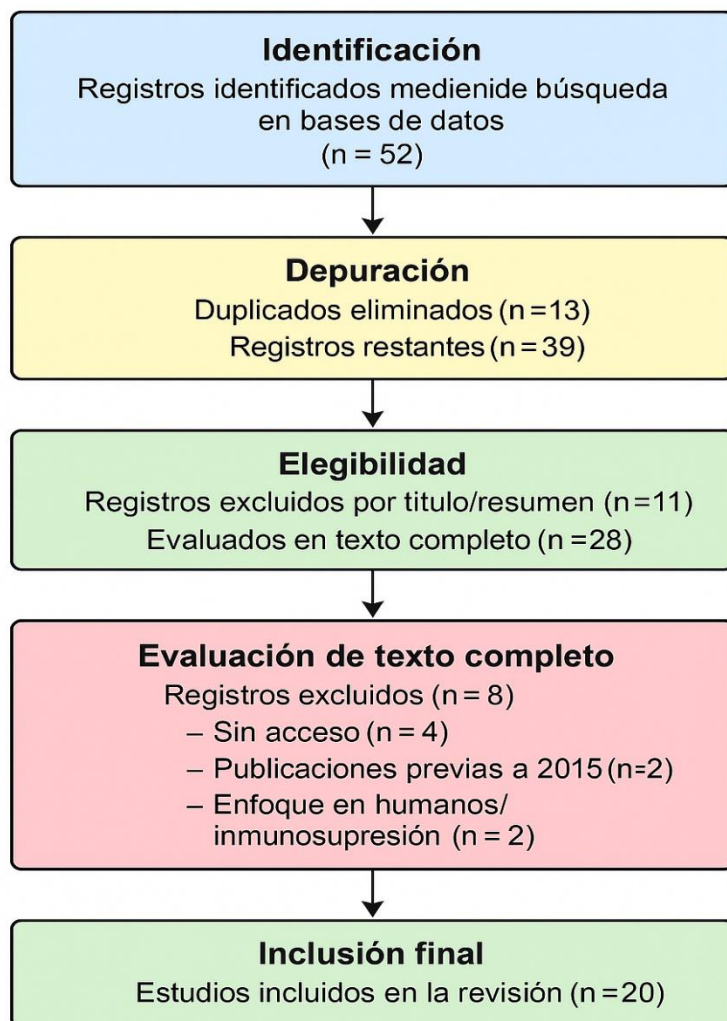 Identificación
Registros identificados medienide búsqueda
en bases de datos
(n = 52)
Depuración
Duplicados eliminados (n=13)
Registros restantes (n=39)
Elegibilidad
Registros excluidos por titulo/resumen (n=11)
Evaluados en texto completo (n=28)
Evaluación de texto completo
Registros excluidos (n = 8)
– Sin acceso (n = 4)
– Publicaciones previas a 2015 (n=2)
– Enfoque en humanos/
inmunosupresión (n = 2)
Inclusión final
Estudios incluidos en la revisión (n=20)